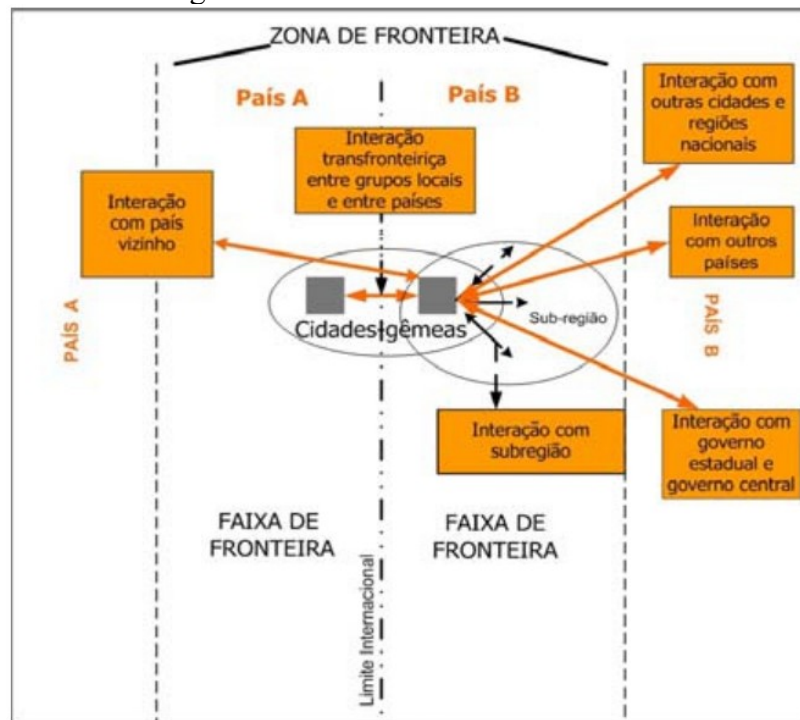 ZONA DE FRONTEIRA
País A
País B
Interação com
outras cidades e
regiões
nacionais
Interação
transfronteiriça
entre grupos locais
e entre países
Interação
com país
vizinho
Interação
com outros
países
Cidades-gêmeas
Sub-região
PAÍS A
PAÍS B
Interação com
subregião
Interação com
governo
estadual e
governo central
FAIXA DE
FRONTEIRA
FAIXA DE
FRONTEIRA
Limite Internacional